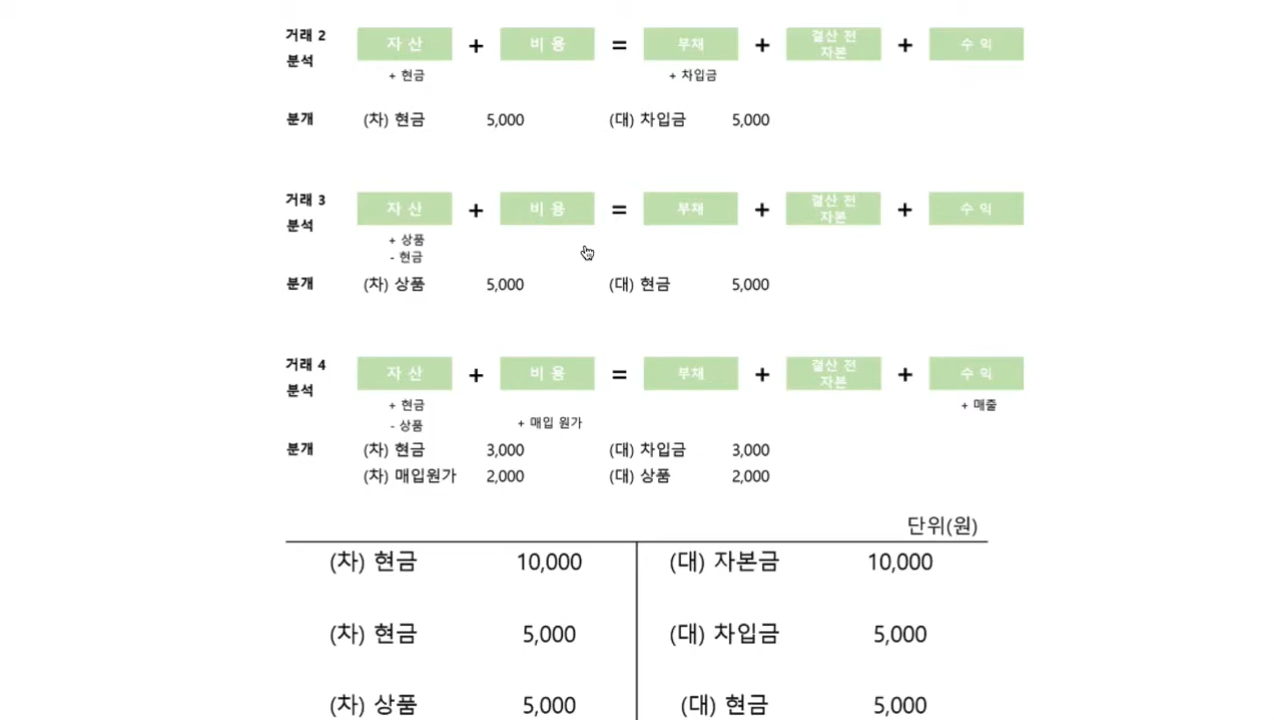 거래 2
분석
자 산 + 비 용 = 부채 + 결산 전 자본 + 수 익
+ 현금 + 차입금
분개 (차) 현금 5,000 (대) 차입금 5,000
거래 3
분석
자 산 + 비 용 = 부채 + 결산 전 자본 + 수 익
+ 상품
- 현금
분개 (차) 상품 5,000 (대) 현금 5,000
거래 4
분석
자 산 + 비 용 = 부채 + 결산 전 자본 + 수 익
+ 현금 + 매출
- 상품 + 매입 원가
분개 (차) 현금 3,000 (대) 차입금 3,000
(차) 매입원가 2,000 (대) 상품 2,000
단위(원)
(차) 현금 10,000 (대) 자본금 10,000
(차) 현금 5,000 (대) 차입금 5,000
(차) 상품 5,000 (대) 현금 5,000